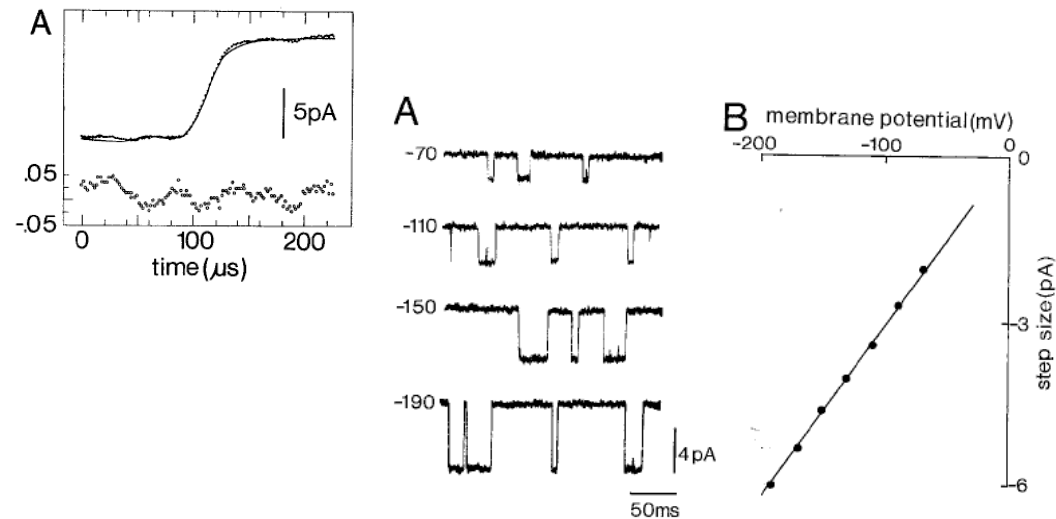 A
5pA
.05
-.05
0
100
200
time(µs)
A
-70
-110
-150
-190
4pA
50ms
B
membrane potential(mV)
-200
-100
0
0
-3
-6
step size(pA)